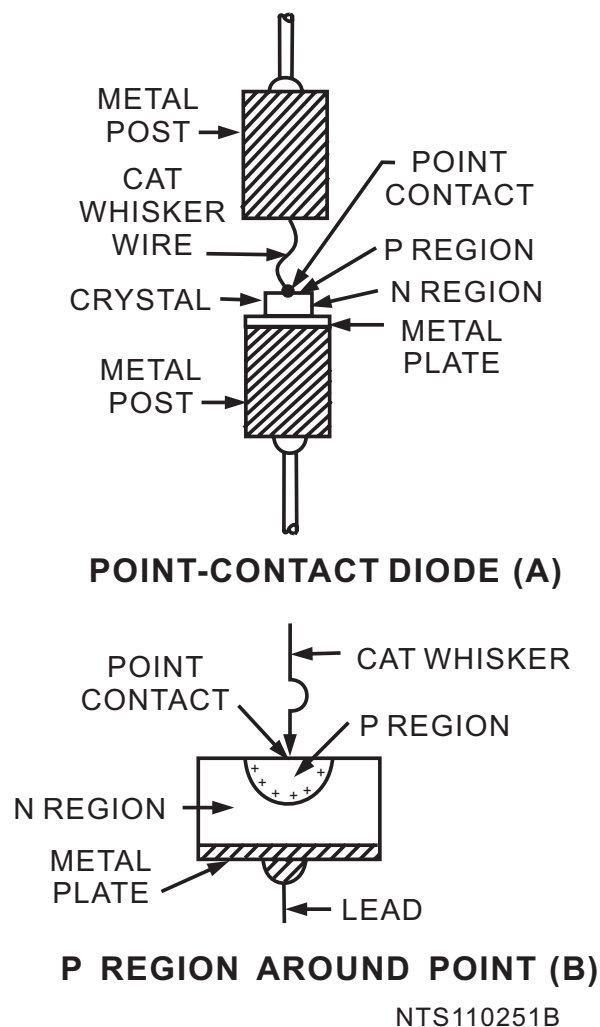 METAL
POST
CAT
WHISKER
WIRE
POINT
CONTACT
P REGION
CRYSTAL
N REGION
METAL
PLATE
METAL
POST
POINT-CONTACT DIODE (A)
CAT WHISKER
POINT
CONTACT
P REGION
N REGION
METAL
PLATE
LEAD
P REGION AROUND POINT (B)
NTS110251B